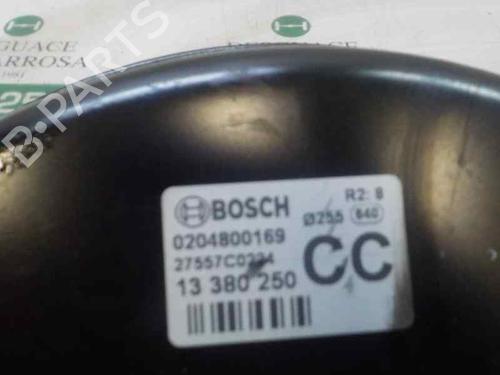 BOSCH
R2: 8
Ø255 640
0204800169
27557C0224
CC
13 380 250
B-PARTS